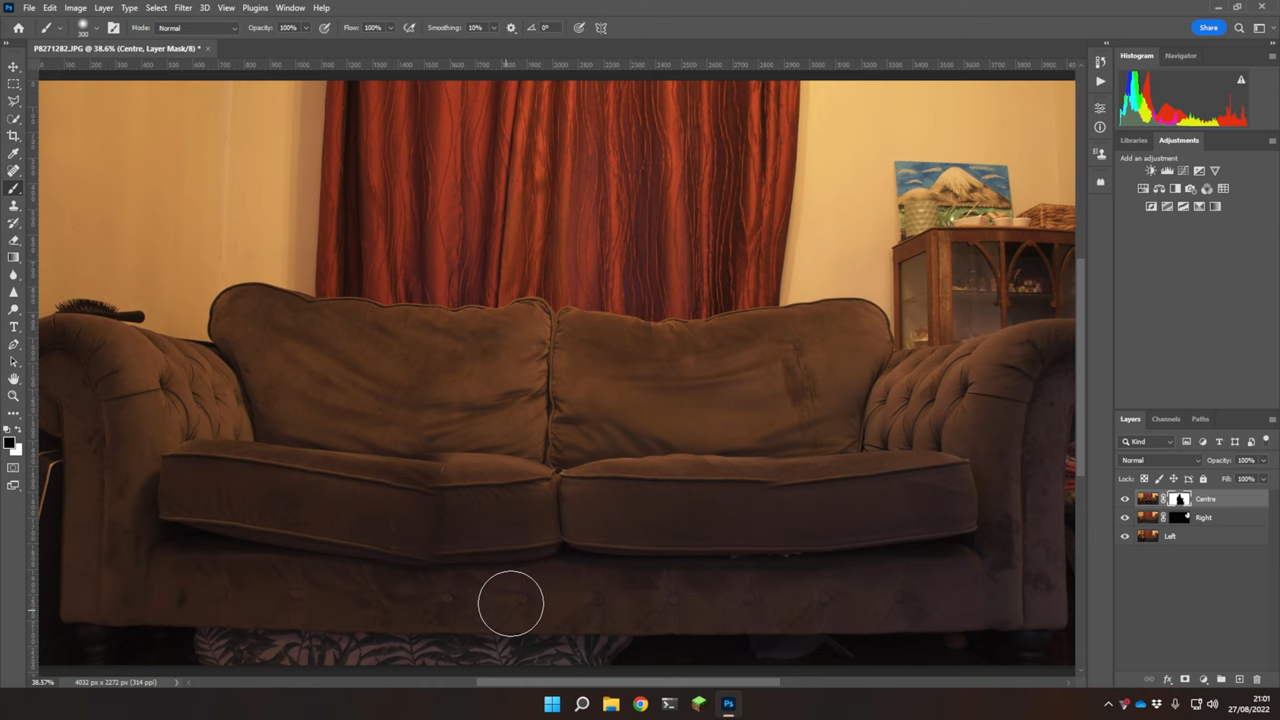 File Edit Image Layer Type Select Filter 3D View Plugins Window Help
300 Mode: Normal Opacity: 100% Flow: 100% Smoothing: 10% 0° Share
P8271282.JPG @ 38.6% (Centre, Layer Mask/8) * ×
Histogram Navigator
Libraries Adjustments
Add an adjustment
Layers Channels Paths
Kind
Normal Opacity: 100%
Lock: Fill: 100%
Centre
Right
Left
38.57% 4032 px x 2272 px (314 ppi)
Ps
21:01
27/08/2022